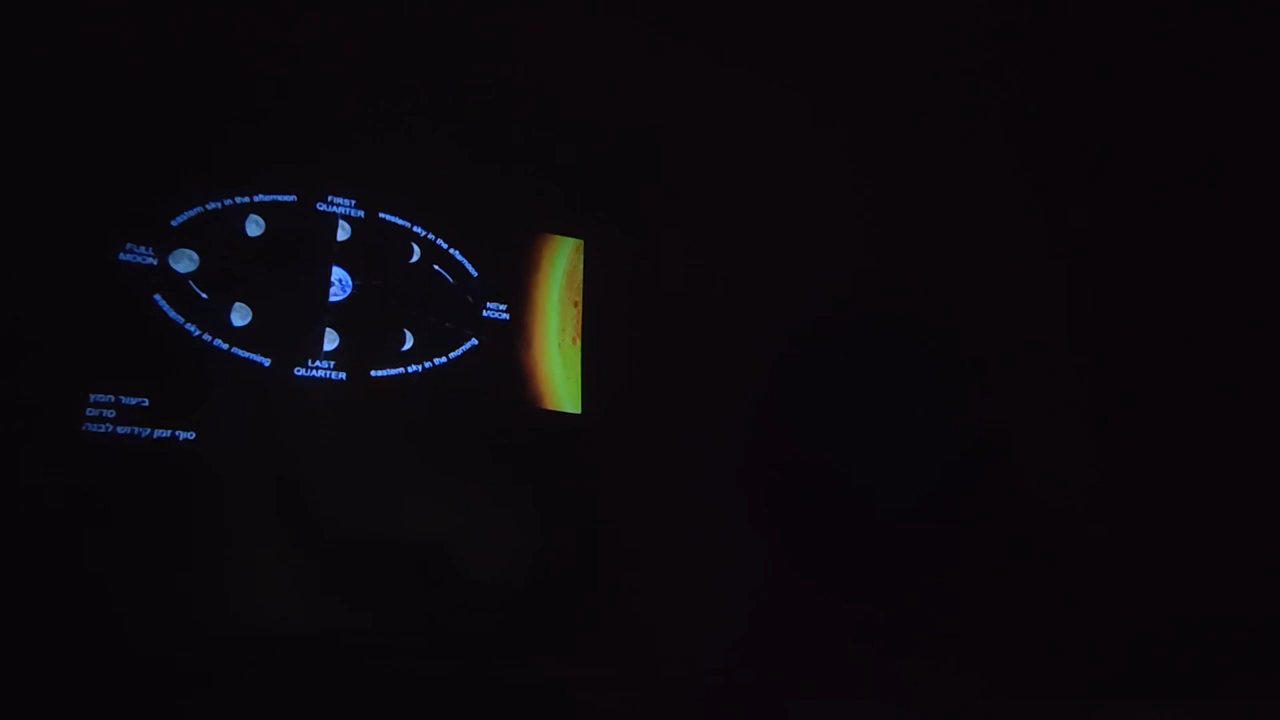 eastern sky in the afternoon
FIRST
QUARTER
western sky in the afternoon
FULL
MOON
NEW
MOON
western sky in the morning
LAST
QUARTER
eastern sky in the morning
ביעור חמץ
סדום
סוף זמן קידוש לבנה